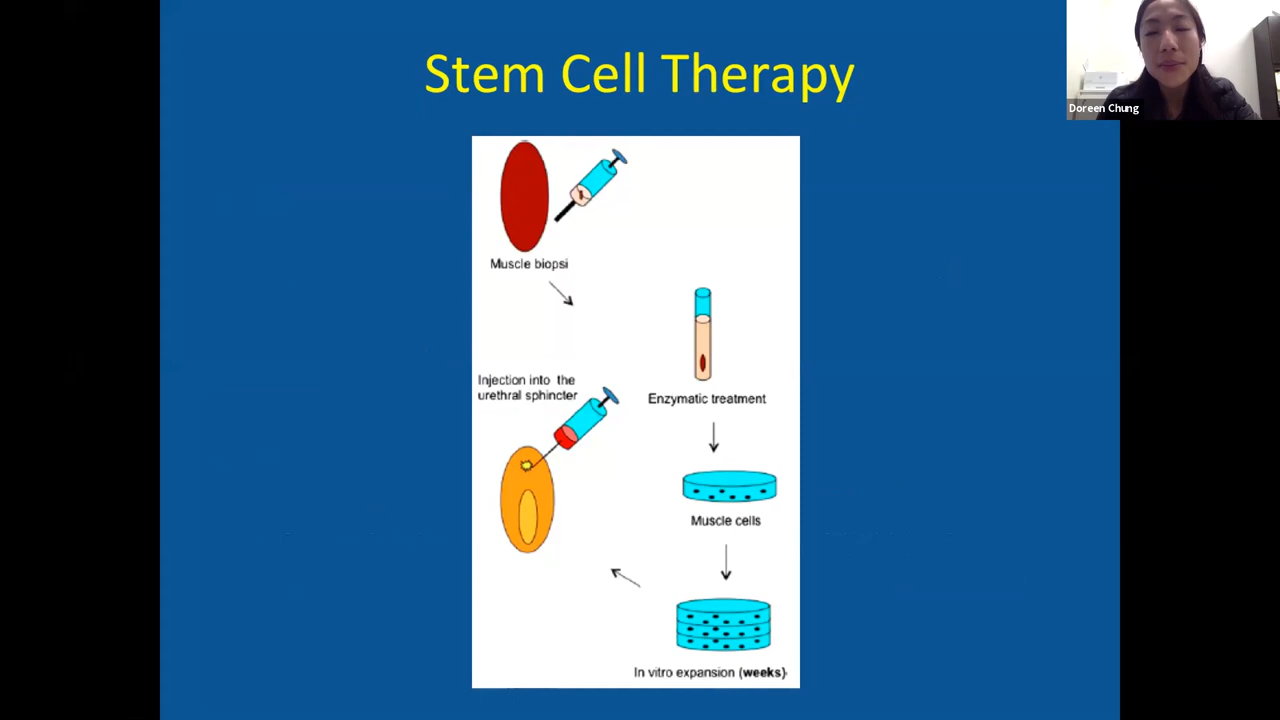 Stem Cell Therapy
Doreen Chung
Muscle biopsi
Injection into the
urethral sphincter
Enzymatic treatment
Muscle cells
In vitro expansion (weeks)